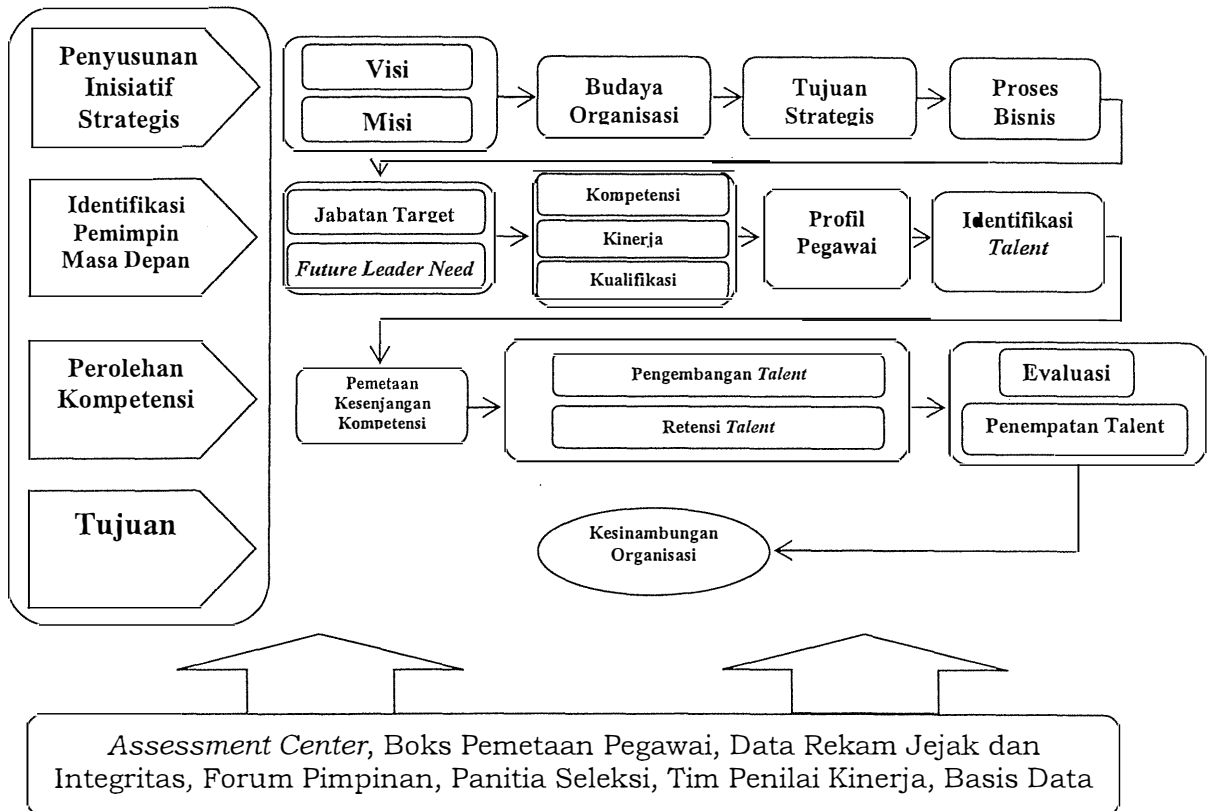 Penyusunan
Inisiatif
Strategis
Visi
Misi
Budaya
Organisasi
Tujuan
Strategis
Proses
Bisnis
Identifikasi
Pemimpin
Masa Depan
Jabatan Target
Future Leader Need
Kompetensi
Kinerja
Kualifikasi
Profil
Pegawai
Identifikasi
Talent
Perolehan
Kompetensi
Pemetaan
Kesenjangan
Kompetensi
Pengembangan Talent
Retensi Talent
Evaluasi
Penempatan Talent
Tujuan
Kesinambungan
Organisasi
Assessment Center, Boks Pemetaan Pegawai, Data Rekam Jejak dan
Integritas, Forum Pimpinan, Panitia Seleksi, Tim Penilai Kinerja, Basis Data